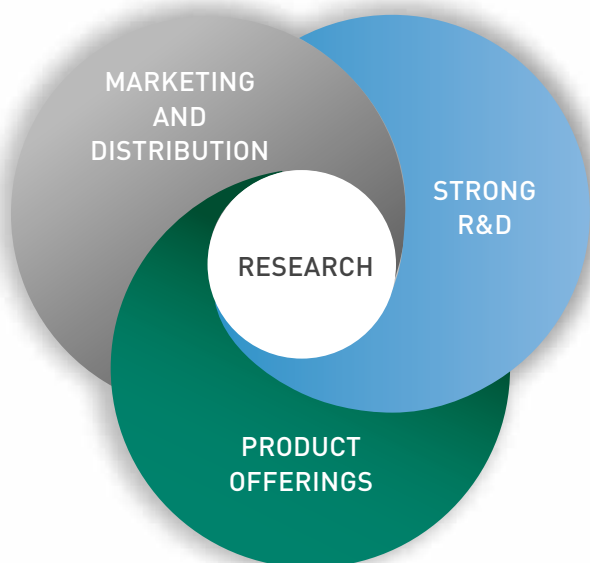 MARKETING
AND
DISTRIBUTION
STRONG
R&D
RESEARCH
PRODUCT
OFFERINGS